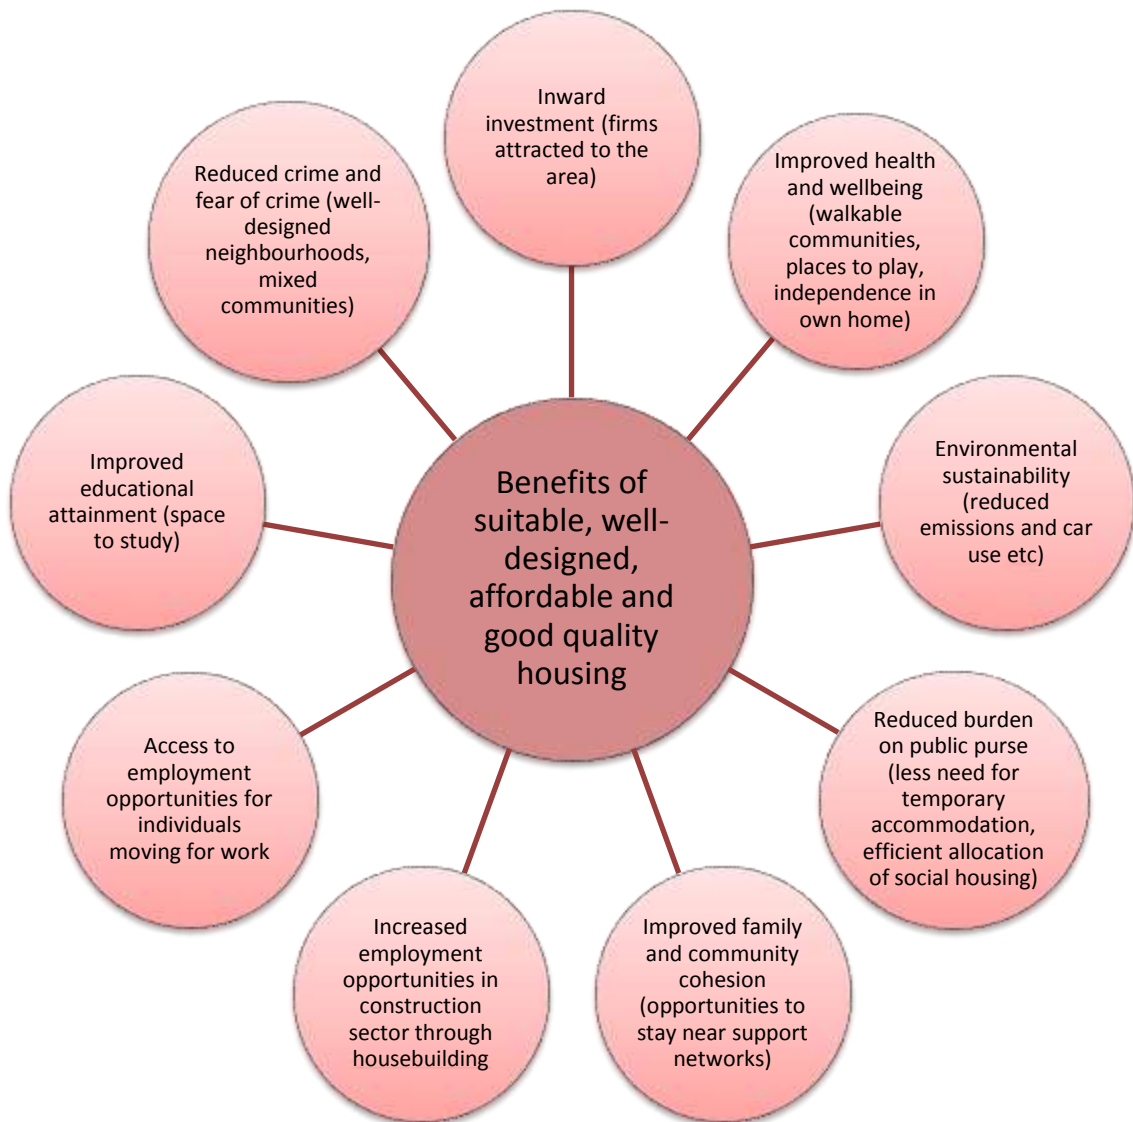 Inward
investment (firms
attracted to the
area)
Improved health
and wellbeing
(walkable
communities,
places to play,
independence in
own home)
Environmental
sustainability
(reduced
emissions and car
use etc)
Reduced burden
on public purse
(less need for
temporary
accommodation,
efficient allocation
of social housing)
Improved family
and community
cohesion
(opportunities to
stay near support
networks)
Increased
employment
opportunities in
construction
sector through
housebuilding
Access to
employment
opportunities for
individuals
moving for work
Improved
educational
attainment (space
to study)
Reduced crime and
fear of crime (well-
designed
neighbourhoods,
mixed
communities)
Benefits of
suitable, well-
designed,
affordable and
good quality
housing